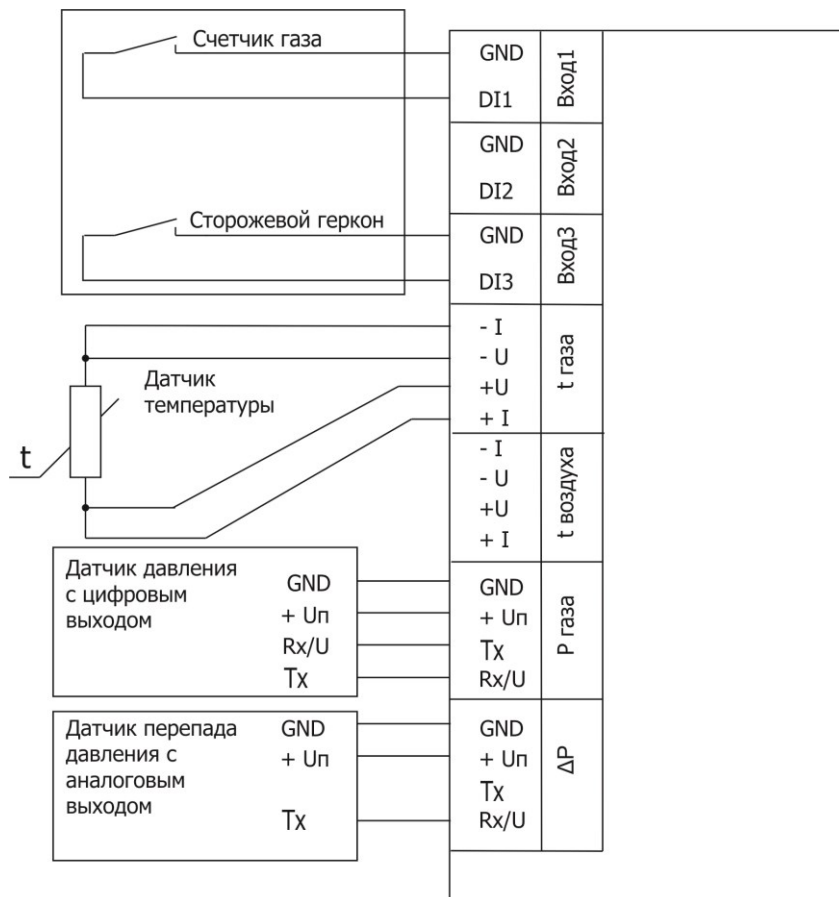 Счетчик газа
GND
DI1
Вход1
GND
DI2
Вход2
Сторожевой геркон
GND
DI3
Вход3
- I
- U
+U
+ I
t газа
Датчик
температуры
t
- I
- U
+U
+ I
t воздуха
Датчик давления
с цифровым
выходом
GND
+ Uп
Rx/U
Tx
GND
+ Uп
Tx
Rx/U
P газа
Датчик перепада
давления с
аналоговым
выходом
GND
+ Uп
Tx
GND
+ Uп
Tx
Rx/U
ΔP